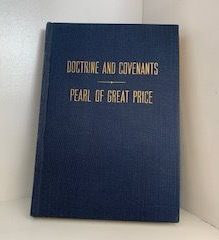 DOCTRINE AND COVENANTS
PEARL OF GREAT PRICE